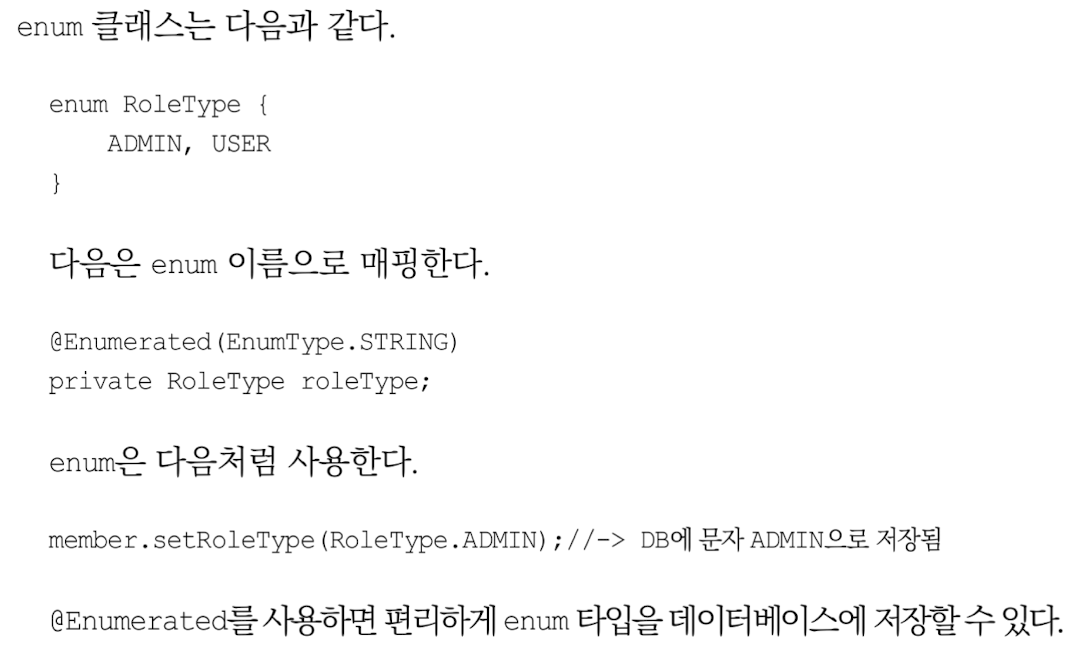 enum 클래스는 다음과 같다.
enum RoleType {
    ADMIN, USER
}
다음은 enum 이름으로 매핑한다.
@Enumerated(EnumType.STRING)
private RoleType roleType;
enum은 다음처럼 사용한다.
member.setRoleType(RoleType.ADMIN);//-> DB에 문자 ADMIN으로 저장됨
@Enumerated를 사용하면 편리하게 enum 타입을 데이터베이스에 저장할 수 있다.